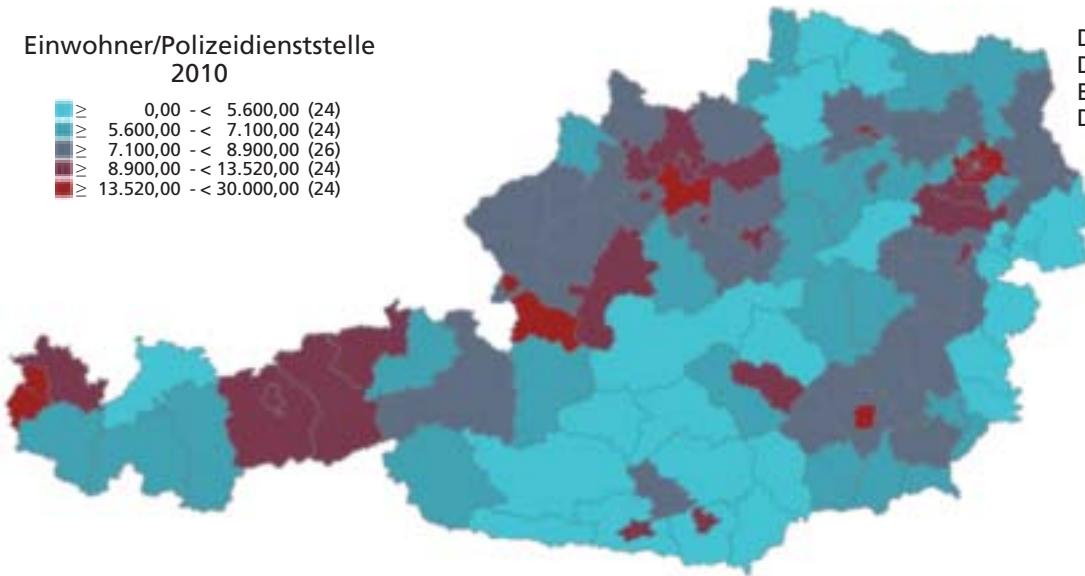 Einwohner/Polizeidienststelle
2010
≥ 0,00 - < 5.600,00 (24)
≥ 5.600,00 - < 7.100,00 (24)
≥ 7.100,00 - < 8.900,00 (26)
≥ 8.900,00 - < 13.520,00 (24)
≥ 13.520,00 - < 30.000,00 (24)
D
D
E
D